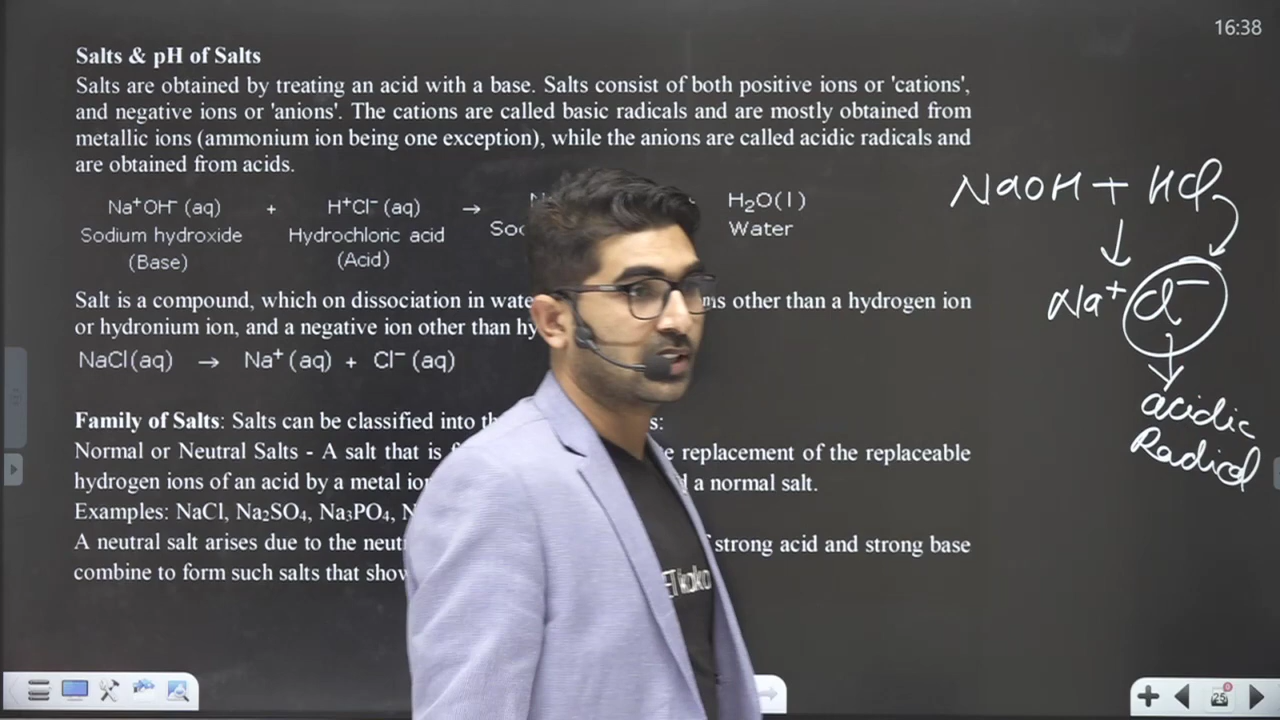 16:38
Salts & pH of Salts
Salts are obtained by treating an acid with a base. Salts consist of both positive ions or 'cations',
and negative ions or 'anions'. The cations are called basic radicals and are mostly obtained from
metallic ions (ammonium ion being one exception), while the anions are called acidic radicals and
are obtained from acids.
Na⁺OH⁻ (aq) + H⁺Cl⁻ (aq) → H₂O(l)
Sodium hydroxide Hydrochloric acid Water
(Base) (Acid)
Salt is a compound, which on dissociation in other than a hydrogen ion
or hydronium ion, and a negative ion other than
NaCl(aq) → Na⁺(aq) + Cl⁻ (aq)
Family of Salts: Salts can be classified into
Normal or Neutral Salts - A salt that is replacement of the replaceable
hydrogen ions of an acid by a metal a normal salt.
Examples: NaCl, Na₂SO₄, Na₃PO₄,
A neutral salt arises due to the strong acid and strong base
combine to form such salts that
NaOH + HCl
↓
Na⁺ Cl⁻
↓
acidic
Radical
25